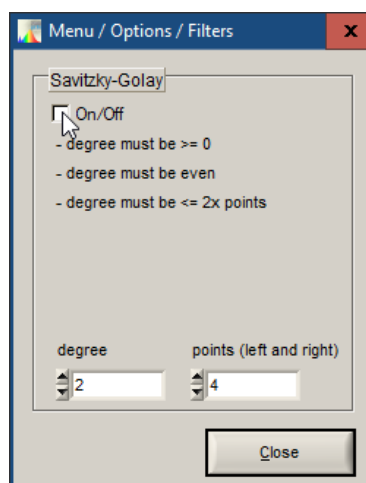 Menu / Options / Filters x
Savitzky-Golay
On/Off
- degree must be >= 0
- degree must be even
- degree must be <= 2x points
degree points (left and right)
2 4
Close